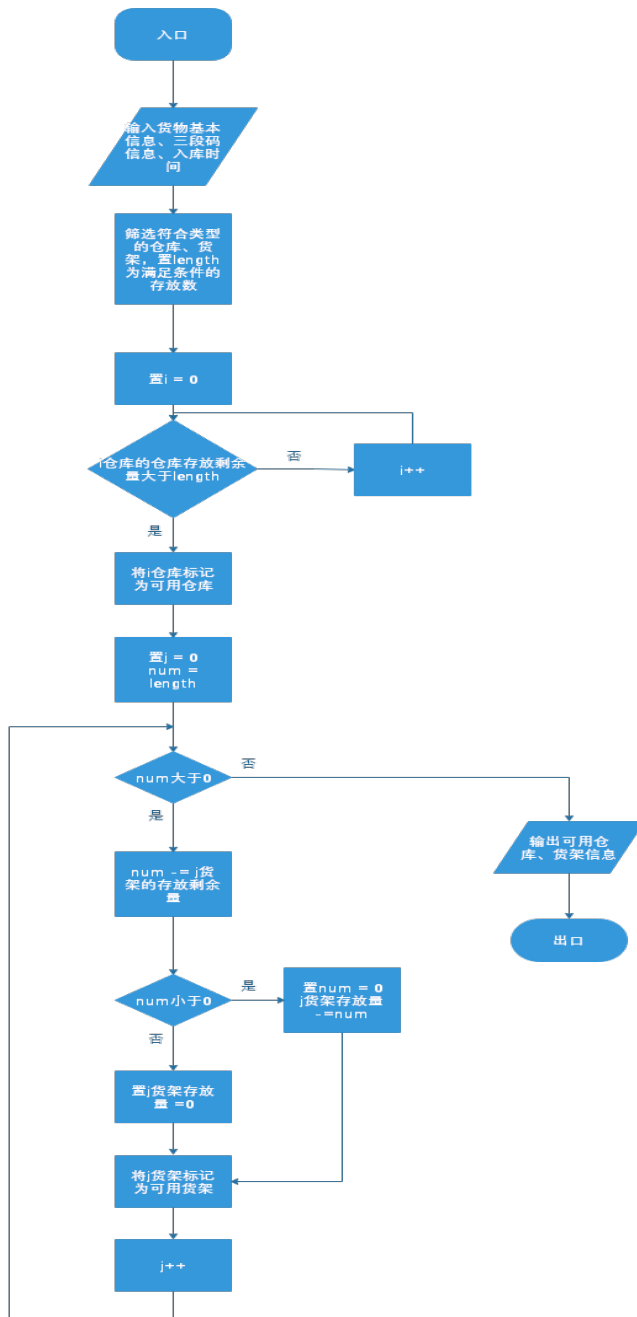 入口
输入货物基本
信息、三段码
信息、入库时
间
筛选符合类型
的仓库、货
架，置length
为满足条件的
存放数
置i = 0
i仓库的仓库存放剩余
量大于length
否
i++
是
将i仓库标记
为可用仓库
置j = 0
num =
length
num大于0
否
是
输出可用仓
库、货架信息
num -= j货
架的存放剩余
量
出口
num小于0
是
置num = 0
j货架存放量
-=num
否
置j货架存放
量 =0
将j货架标记
为可用货架
j++